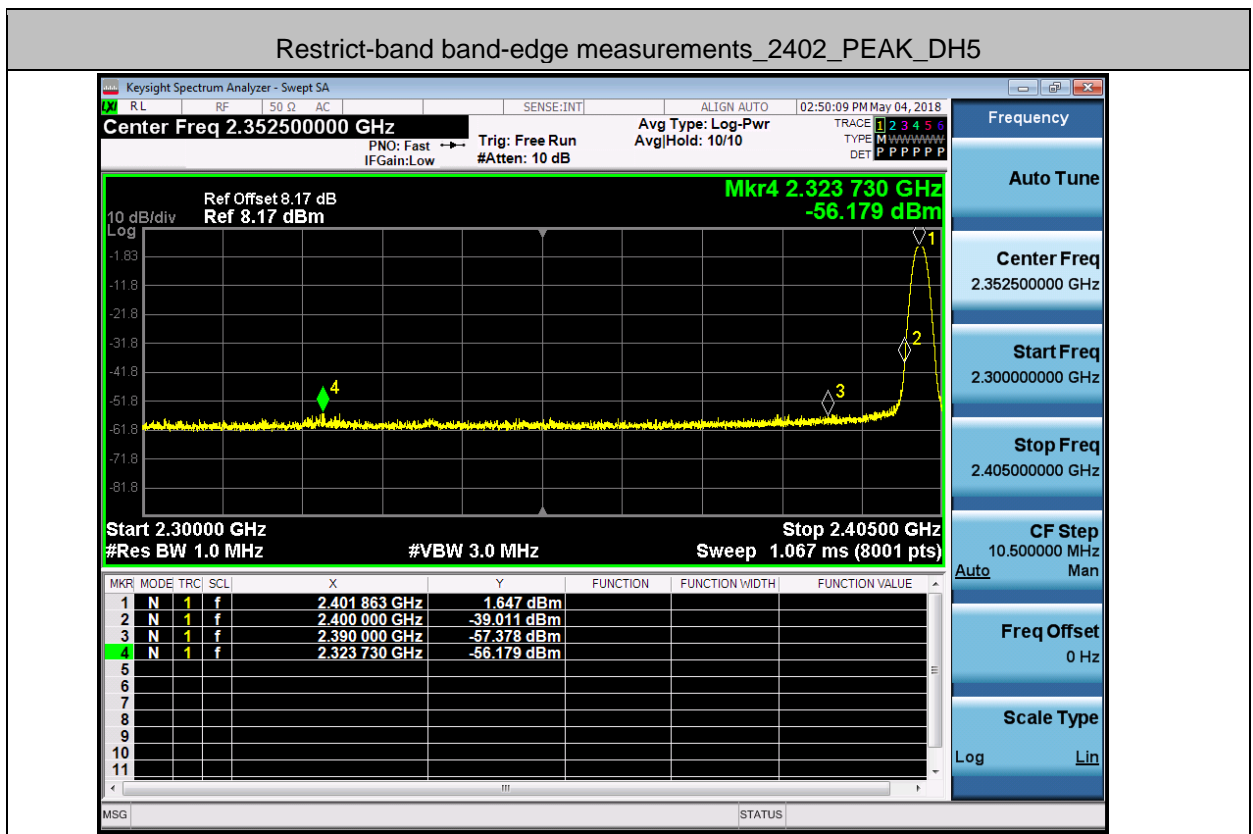 Restrict-band band-edge measurements_2402_PEAK_DH5
Keysight Spectrum Analyzer - Swept SA
LXI RL RF 50 Ω AC SENSE:INT ALIGN AUTO 02:50:09 PM May 04, 2018
Center Freq 2.352500000 GHz
PNO: Fast
IFGain:Low
Trig: Free Run
#Atten: 10 dB
Avg Type: Log-Pwr
Avg|Hold: 10/10
TRACE 1 2 3 4 5 6
TYPE M WWWWW
DET P P P P P P
Mkr4 2.323 730 GHz
-56.179 dBm
Ref Offset 8.17 dB
10 dB/div Ref 8.17 dBm
Log
-1.83
-11.8
-21.8
-31.8
-41.8
-51.8
-61.8
-71.8
-81.8
1
2
3
4
Start 2.30000 GHz Stop 2.40500 GHz
#Res BW 1.0 MHz #VBW 3.0 MHz Sweep 1.067 ms (8001 pts)
MKR MODE TRC SCL X Y FUNCTION FUNCTION WIDTH FUNCTION VALUE
1 N 1 f 2.401 863 GHz 1.647 dBm
2 N 1 f 2.400 000 GHz -39.011 dBm
3 N 1 f 2.390 000 GHz -57.378 dBm
4 N 1 f 2.323 730 GHz -56.179 dBm
5
6
7
8
9
10
11
MSG STATUS
Frequency
Auto Tune
Center Freq
2.352500000 GHz
Start Freq
2.300000000 GHz
Stop Freq
2.405000000 GHz
CF Step
10.500000 MHz
Auto Man
Freq Offset
0 Hz
Scale Type
Log Lin